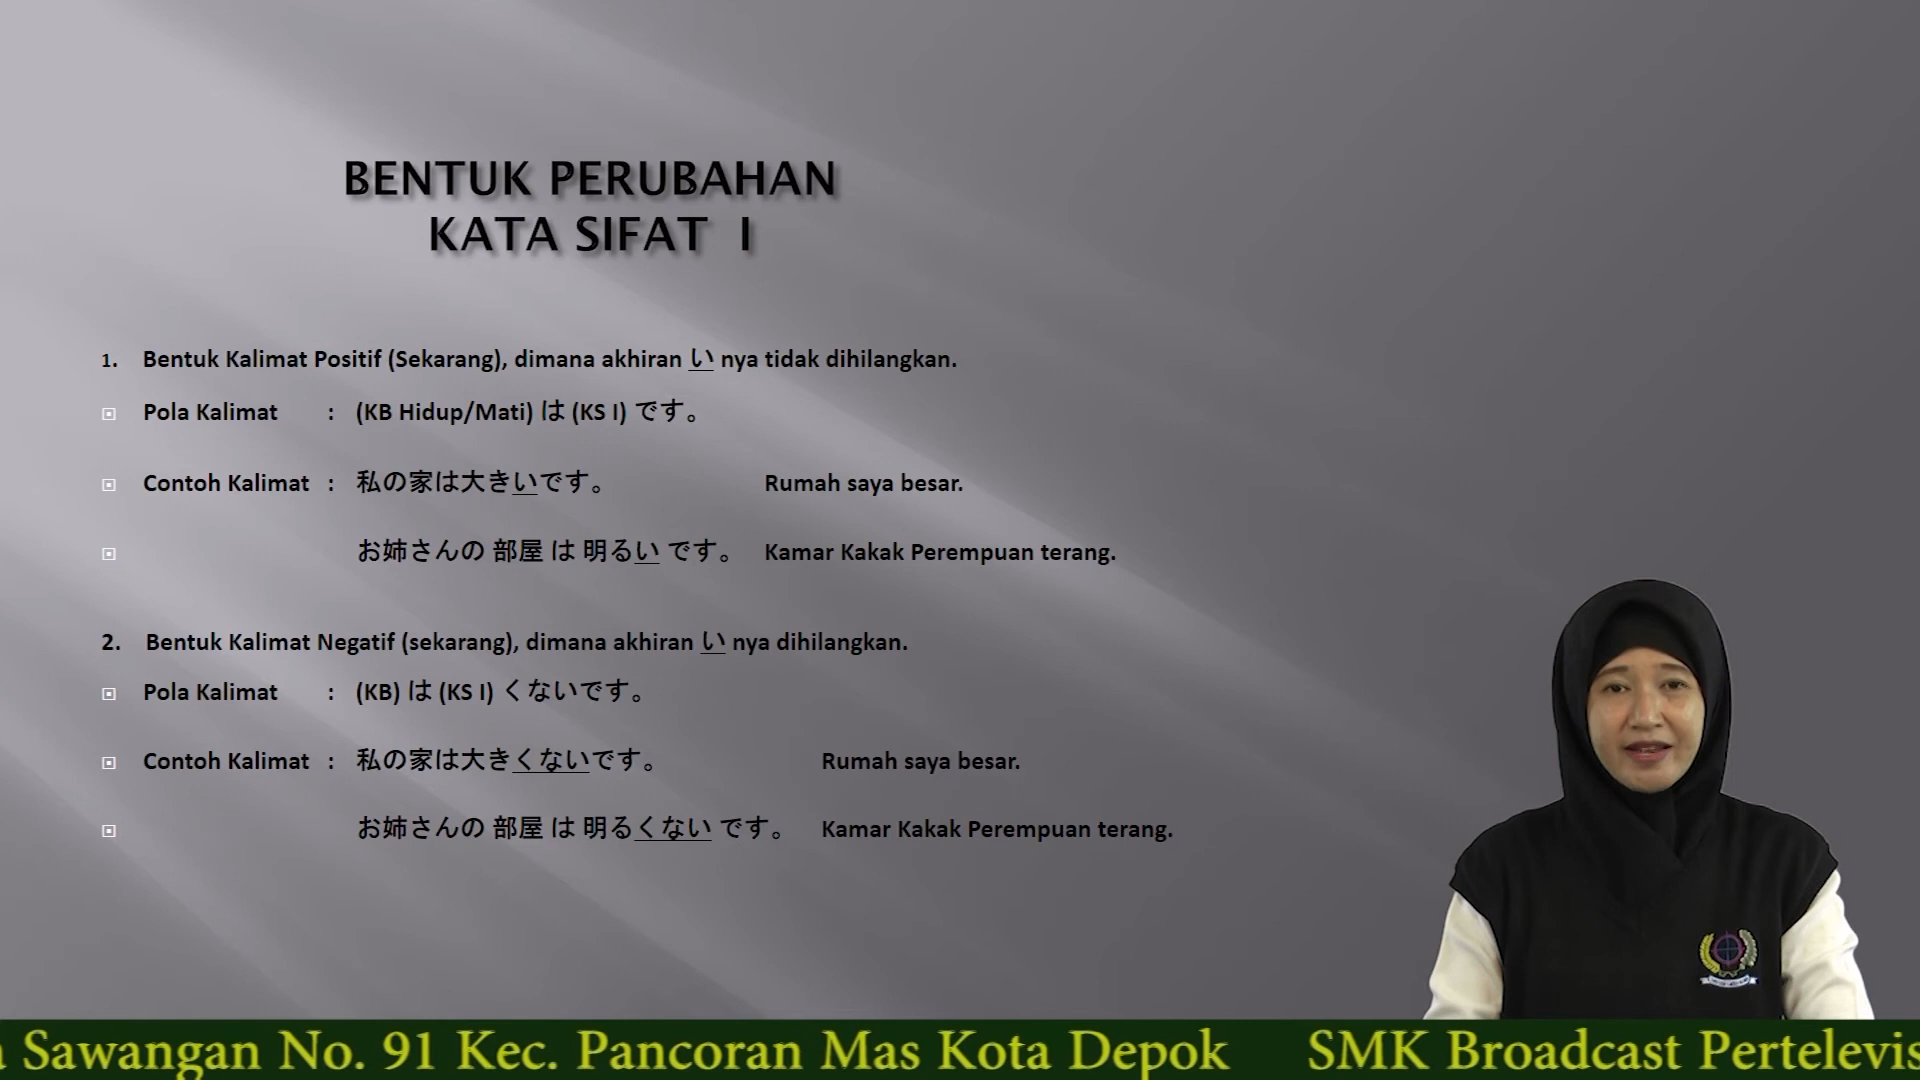 BENTUK PERUBAHAN
KATA SIFAT I
1. Bentuk Kalimat Positif (Sekarang), dimana akhiran い nya tidak dihilangkan.
Pola Kalimat : (KB Hidup/Mati) は (KS I) です。
Contoh Kalimat : 私の家は大きいです。 Rumah saya besar.
お姉さんの 部屋 は 明るい です。 Kamar Kakak Perempuan terang.
2. Bentuk Kalimat Negatif (sekarang), dimana akhiran い nya dihilangkan.
Pola Kalimat : (KB) は (KS I) くないです。
Contoh Kalimat : 私の家は大きくないです。 Rumah saya besar.
お姉さんの 部屋 は 明るくない です。 Kamar Kakak Perempuan terang.
Sawangan No. 91 Kec. Pancoran Mas Kota Depok SMK Broadcast Pertelevis